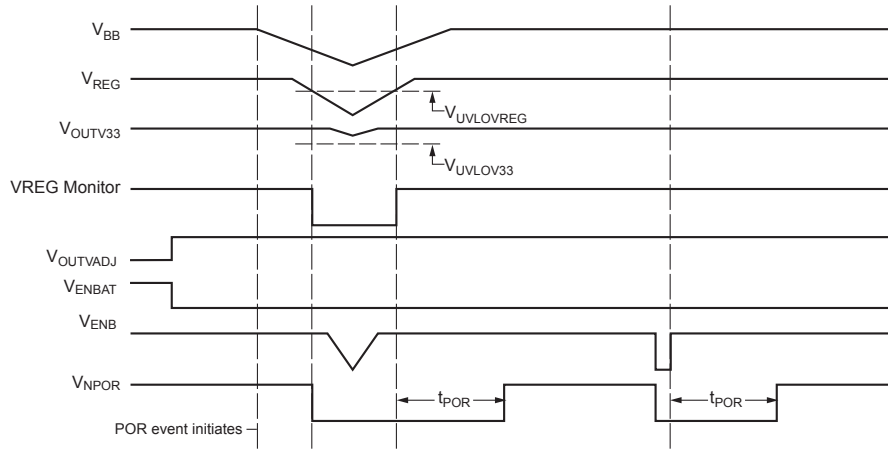 VBB
VREG
VUVLOVREG
VOUTV33
VUVLOV33
VREG Monitor
VOUTVADJ
VENBAT
VENB
VNPOR
tPOR
tPOR
POR event initiates